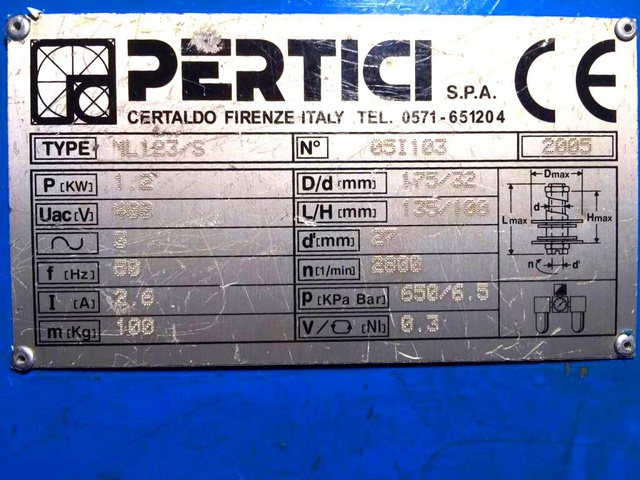 PERTICI S.P.A. CE
CERTALDO FIRENZE ITALY TEL. 0571-651204
TYPE ML123/S N° 05I103 2005
P [KW] 1.2 D/d [mm] 175/32
Uac [V] 400 L/H [mm] 135/100
3 d' [mm] 27
f [Hz] 50 n [1/min] 2800
I [A] 2.6 p [KPa Bar] 650/6.5
m [Kg] 100 V/ [Nl] 0.3
Dmax
d
Lmax Hmax
n d'